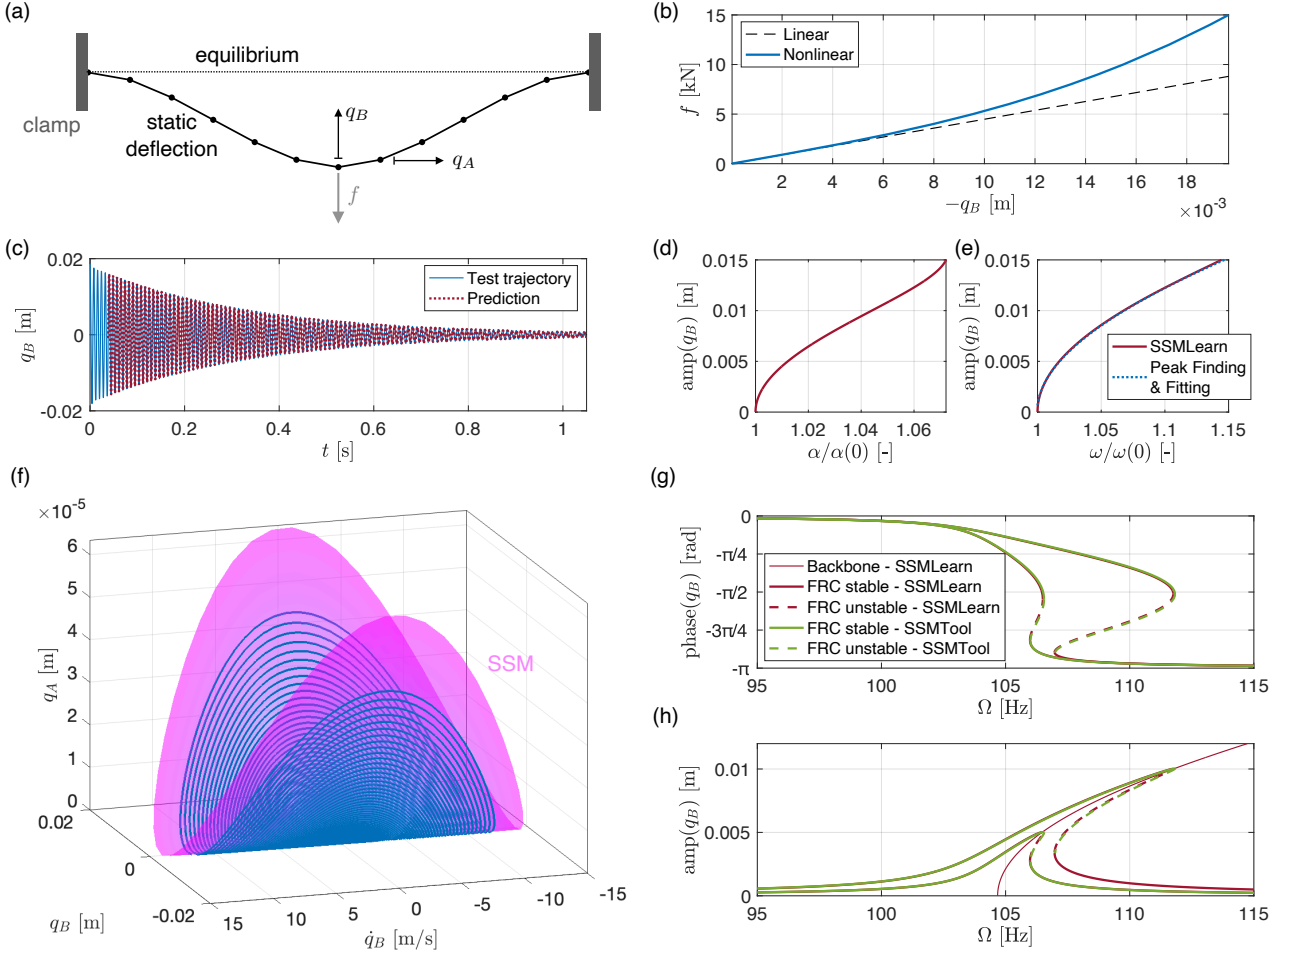 (a)
equilibrium
clamp
static
deflection
q_B
q_A
f
(b)
15
10
5
0
f [kN]
Linear
Nonlinear
2 4 6 8 10 12 14 16 18
−q_B [m]
×10⁻³
(c)
0.02
0
-0.02
q_B [m]
Test trajectory
Prediction
0 0.2 0.4 0.6 0.8 1
t [s]
(d)
0.015
0.01
0.005
0
amp(q_B) [m]
1 1.02 1.04 1.06
α/α(0) [-]
(e)
0.015
0.01
0.005
0
amp(q_B) [m]
SSMLearn
Peak Finding
& Fitting
1 1.05 1.1 1.15
ω/ω(0) [-]
(f)
×10⁻⁵
6
5
4
3
2
1
0
q_A [m]
SSM
0.02
0
-0.02
q_B [m]
15 10 5 0 -5 -10 -15
q̇_B [m/s]
(g)
0
-π/4
-π/2
-3π/4
-π
phase(q_B) [rad]
Backbone - SSMLearn
FRC stable - SSMLearn
FRC unstable - SSMLearn
FRC stable - SSMTool
FRC unstable - SSMTool
95 100 105 110 115
Ω [Hz]
(h)
0.01
0.005
0
amp(q_B) [m]
95 100 105 110 115
Ω [Hz]